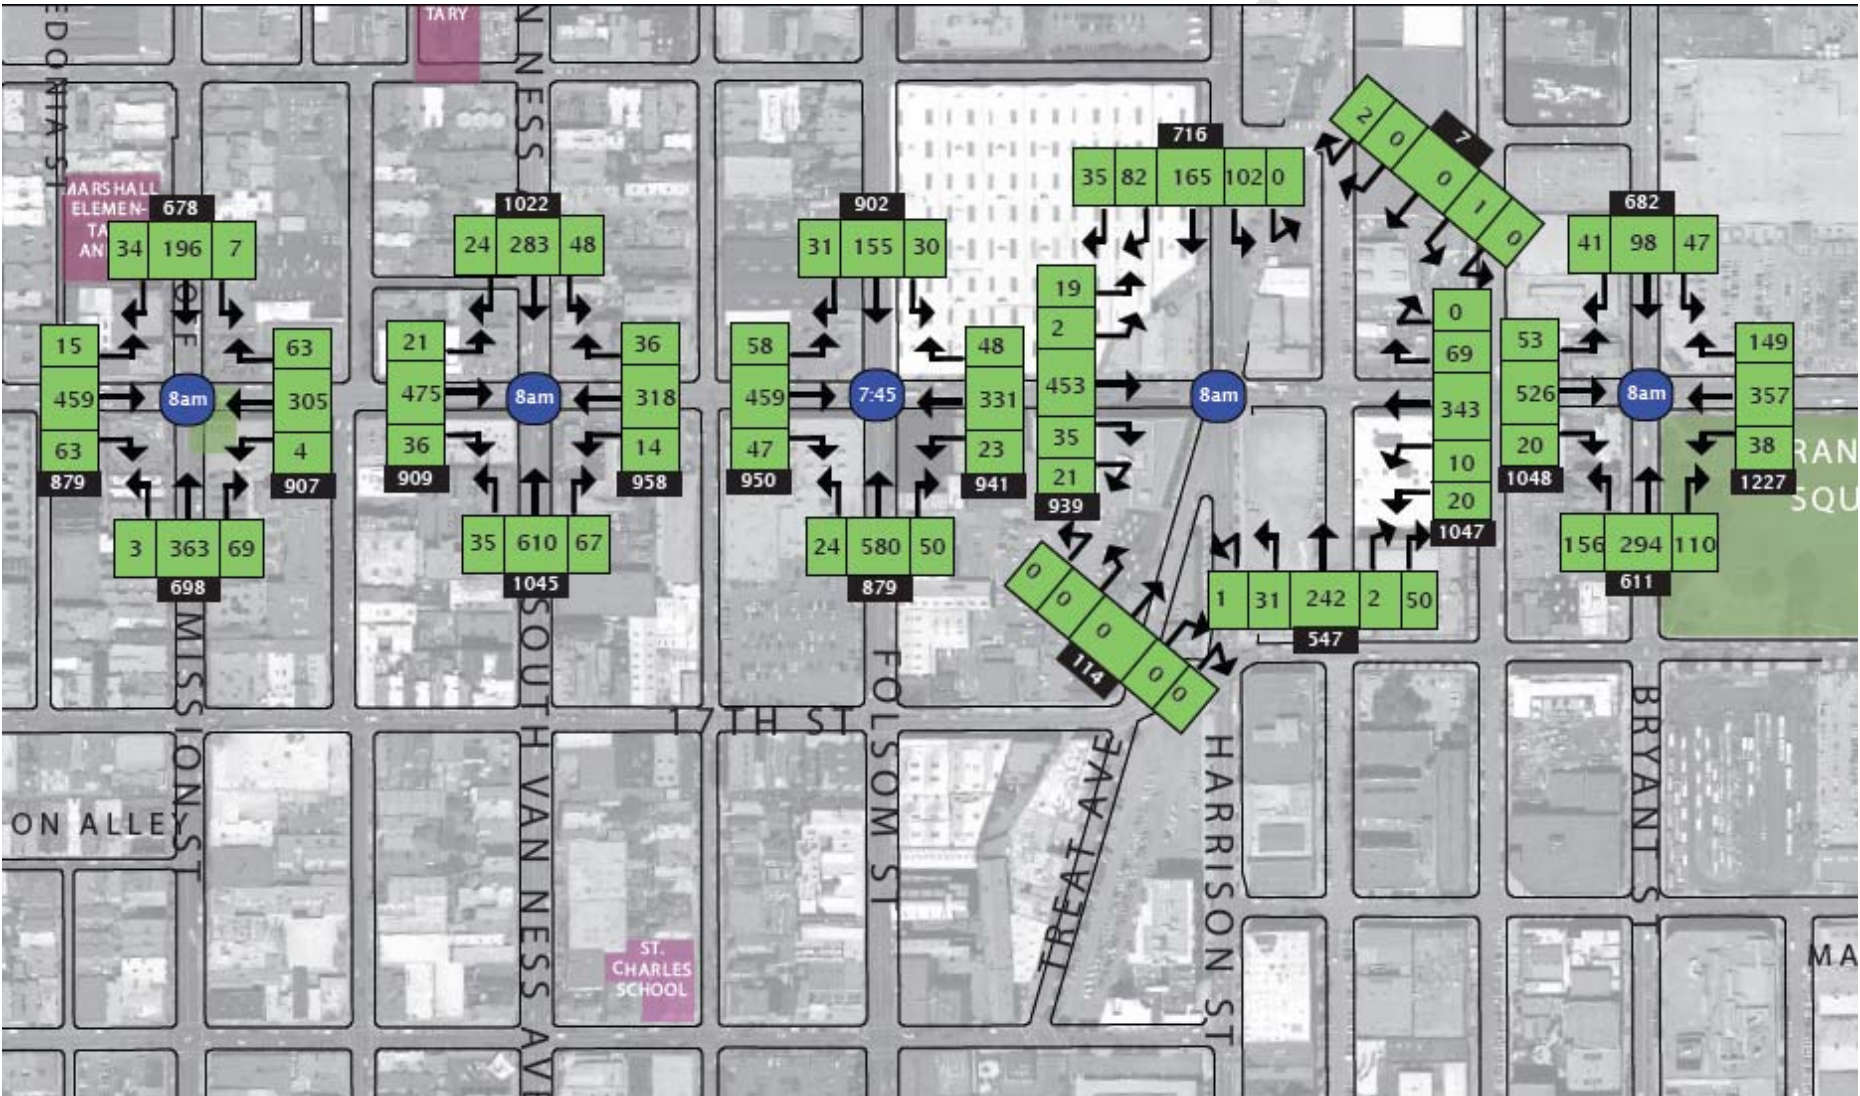 EDONIA ST
TARY
N NESS
MARSHALL
ELEMEN-
TA
AN
OF
678
34 196 7
15
459
63
879
8am
63
305
4
907
3 363 69
698
1022
24 283 48
21
475
36
909
8am
36
318
14
958
35 610 67
1045
902
31 155 30
58
459
47
950
7:45
48
331
23
941
24 580 50
879
716
35 82 165 102 0
19
2
453
35
21
939
8am
2 0 0 1 0
7
0
69
343
10
20
1047
0 0 0 0 0
114
1 31 242 2 50
547
682
41 98 47
53
526
20
1048
8am
149
357
38
1227
156 294 110
611
RAN
SQU
MISSION ST
SOUTH VAN NESS AVE
FOLSOM ST
17TH ST
TREAT AVE
HARRISON ST
BRYANT ST
ON ALLEY
ST.
CHARLES
SCHOOL
MA